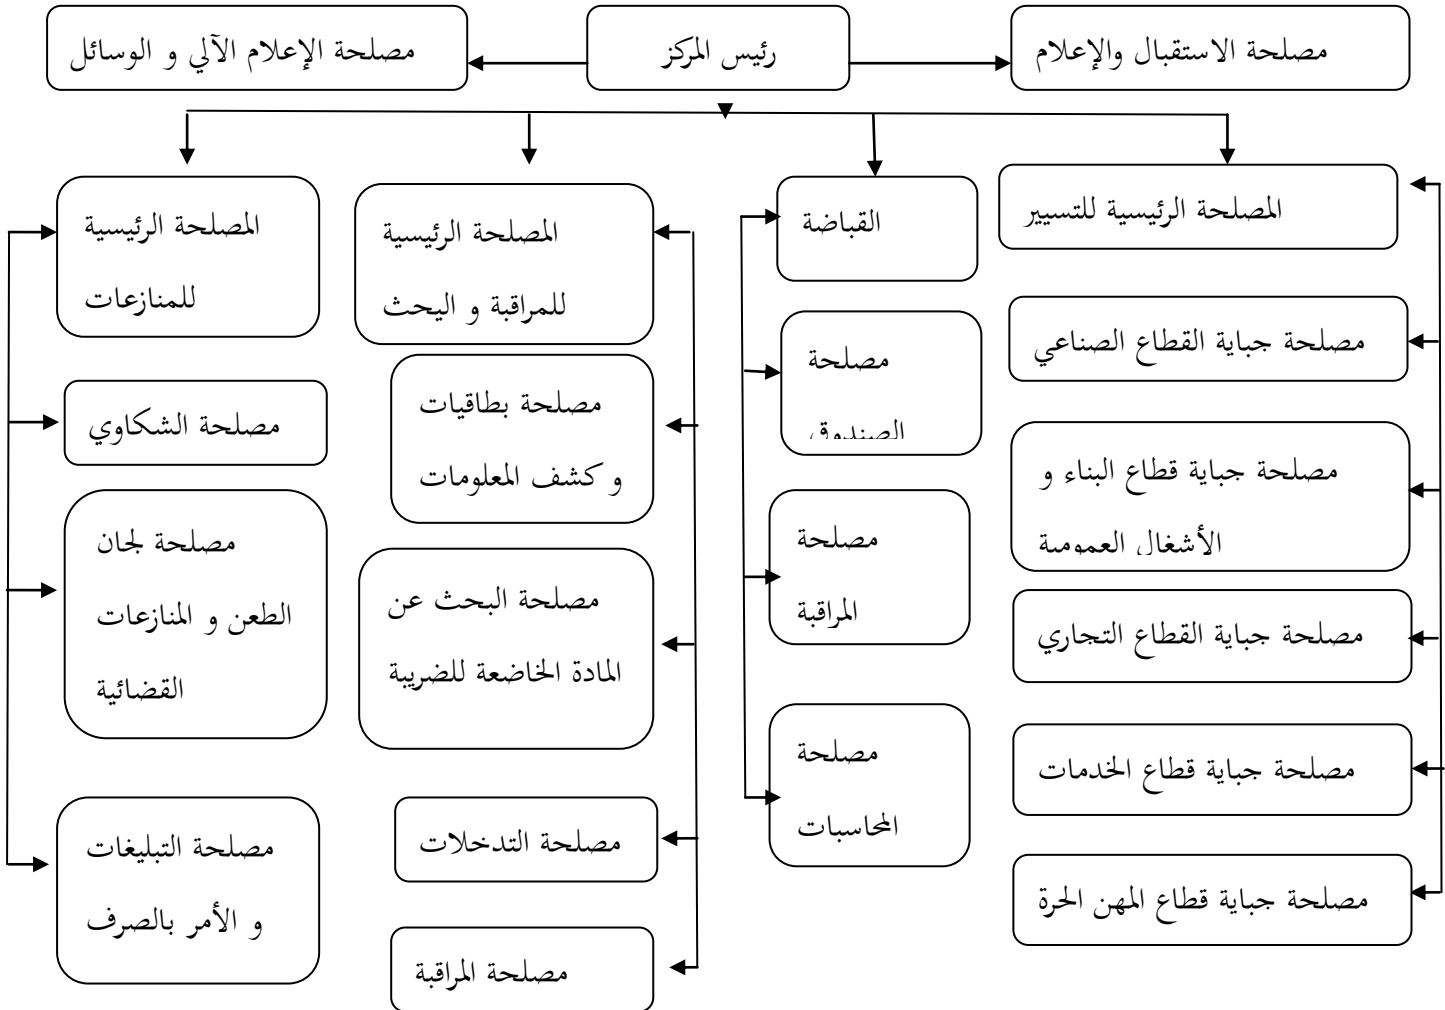 مصلحة الاستقبال والإعلام
رئيس المركز
مصلحة الإعلام الآلي و الوسائل
المصلحة الرئيسية للتسيير
مصلحة جباية القطاع الصناعي
مصلحة جباية قطاع البناء و
الأشغال العمومية
مصلحة جباية القطاع التجاري
مصلحة جباية قطاع الخدمات
مصلحة جباية قطاع المهن الحرة
القباضة
مصلحة
الصندوق
مصلحة
المراقبة
مصلحة
المحاسبات
المصلحة الرئيسية
للمراقبة و اليحث
مصلحة بطاقيات
و كشف المعلومات
مصلحة البحث عن
المادة الخاضعة للضريبة
مصلحة التدخلات
مصلحة المراقبة
المصلحة الرئيسية
للمنازعات
مصلحة الشكاوي
مصلحة لجان
الطعن و المنازعات
القضائية
مصلحة التبليغات
و الأمر بالصرف